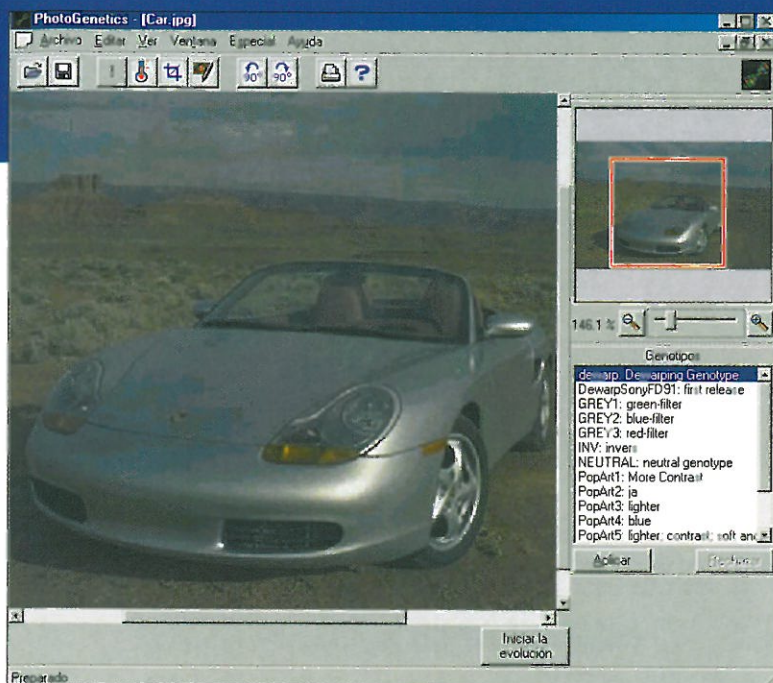 PhotoGenetics - [Car.jpg]
Archivo Editar Ver Ventana Especial Ayuda
90° 90° ?
146.1 %
Genotipos
dewarp: Dewarping Genotype
DewarpSonyFD91: first release
GREY1: green-filter
GREY2: blue-filter
GREY3: red-filter
INV: invers
NEUTRAL: neutral genotype
PopArt1: More Contrast
PopArt2: ja
PopArt3: lighter
PopArt4: blue
PopArt5: lighter, contrast, soft and
Aplicar
Iniciar la
evolución
Preparado